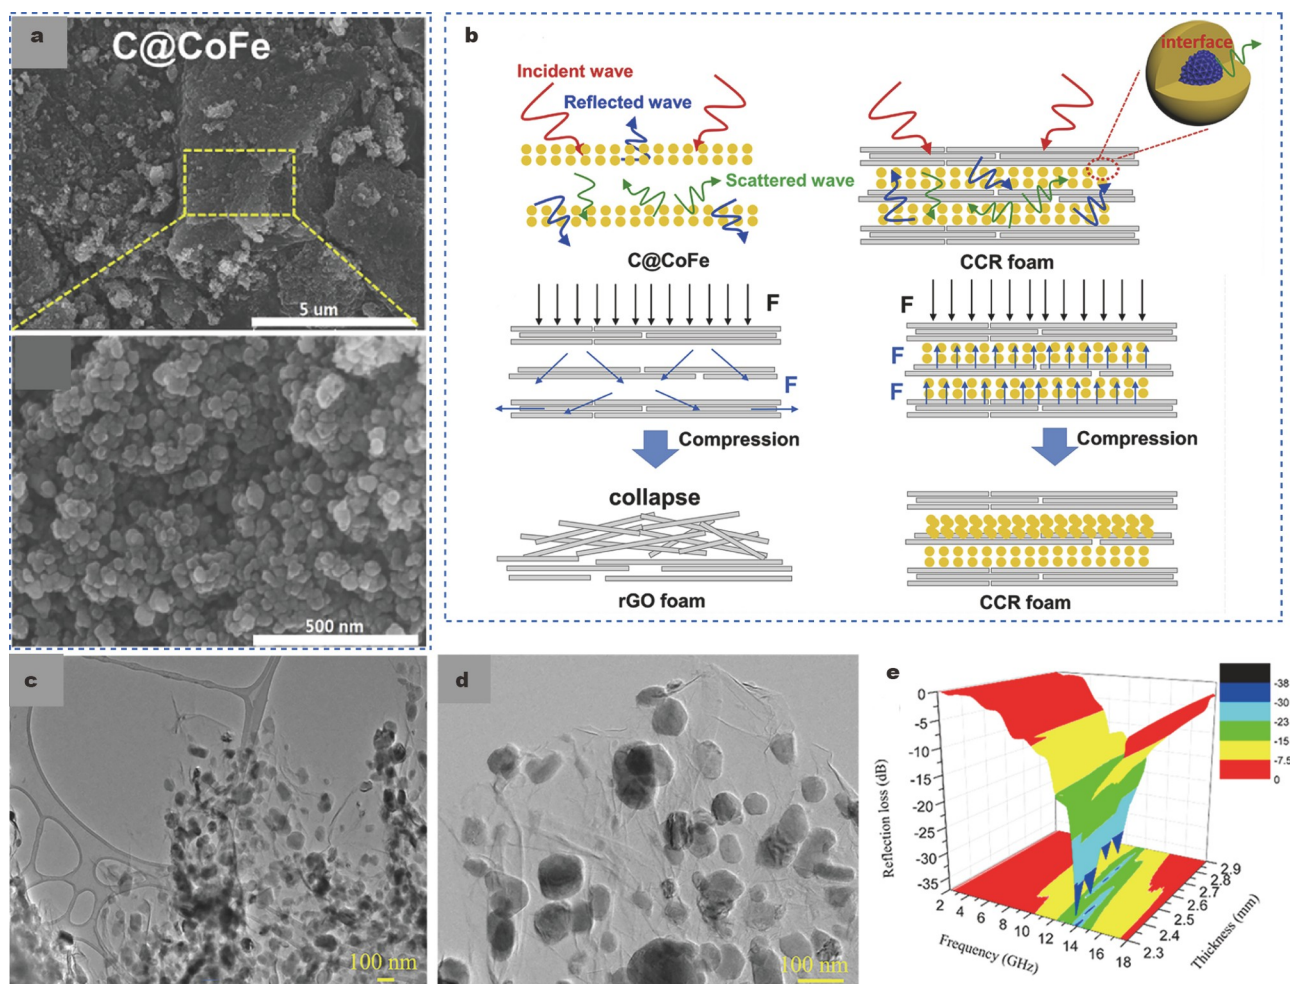 a
C@CoFe
5 um
500 nm
b
interface
Incident wave
Reflected wave
Scattered wave
C@CoFe
CCR foam
F
F
F
F
F
Compression
Compression
collapse
rGO foam
CCR foam
c
100 nm
d
100 nm
e
0
-5
-10
-15
-20
-25
-30
-35
Reflection loss (dB)
2 4 6 8 10 12 14 16 18
Frequency (GHz)
2.3
2.4
2.5
2.6
2.7
2.8
2.9
Thickness (mm)
-38
-30
-23
-15
-7.5
0